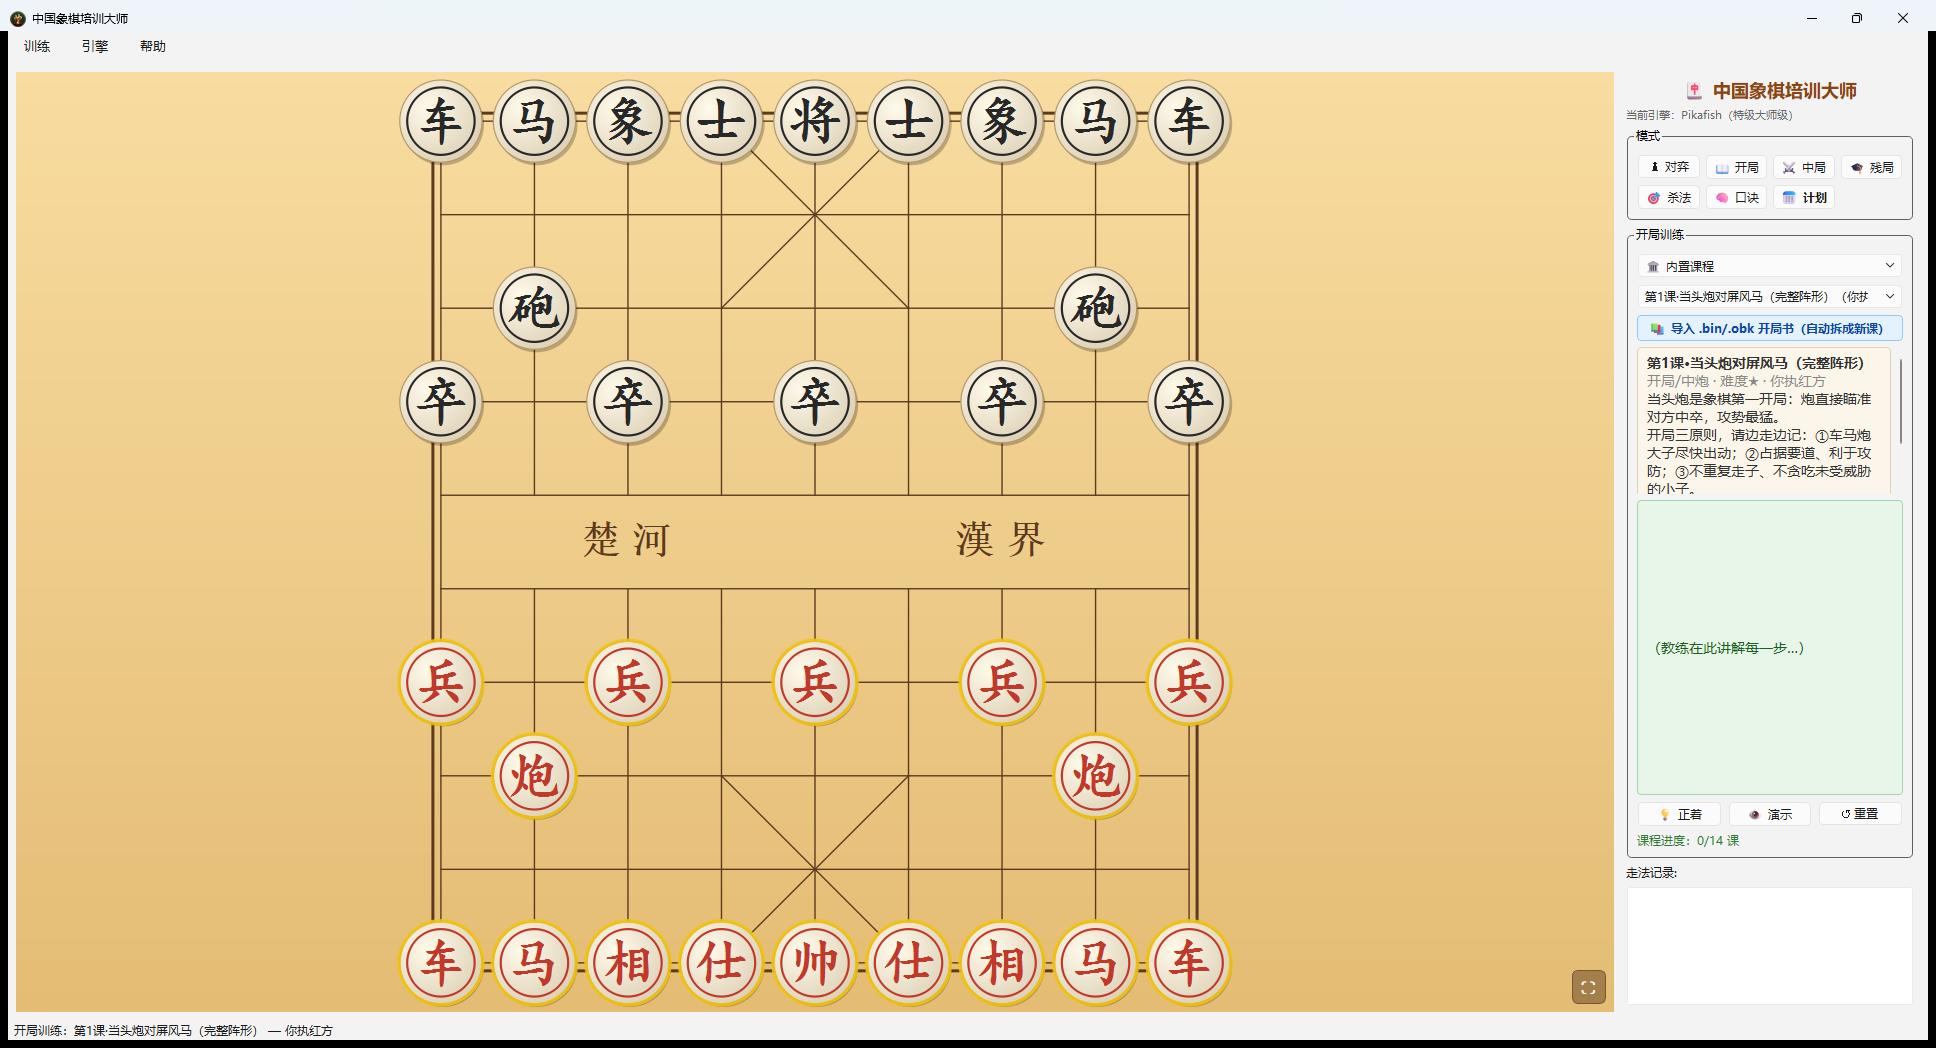 中国象棋培训大师
训练 引擎 帮助
车 马 象 士 将 士 象 马 车
砲 砲
卒 卒 卒 卒 卒
楚河 漢界
兵 兵 兵 兵 兵
炮 炮
车 马 相 仕 帅 仕 相 马 车
中国象棋培训大师
当前引擎：Pikafish（特级大师级）
模式
对弈 开局 中局 残局
杀法 口诀 计划
开局训练
内置课程
第1课·当头炮对屏风马（完整阵形）（你执
导入 .bin/.obk 开局书（自动拆成新课）
第1课·当头炮对屏风马（完整阵形）
开局/中炮 · 难度★ · 你执红方
当头炮是象棋第一开局：炮直接瞄准
对方中卒，攻势最猛。
开局三原则，请边走边记：①车马炮
大子尽快出动；②占据要道、利于攻
防；③不重复走子、不贪吃未受威胁
的小子。
（教练在此讲解每一步...）
正着 演示 重置
课程进度：0/14 课
走法记录:
开局训练：第1课·当头炮对屏风马（完整阵形） — 你执红方